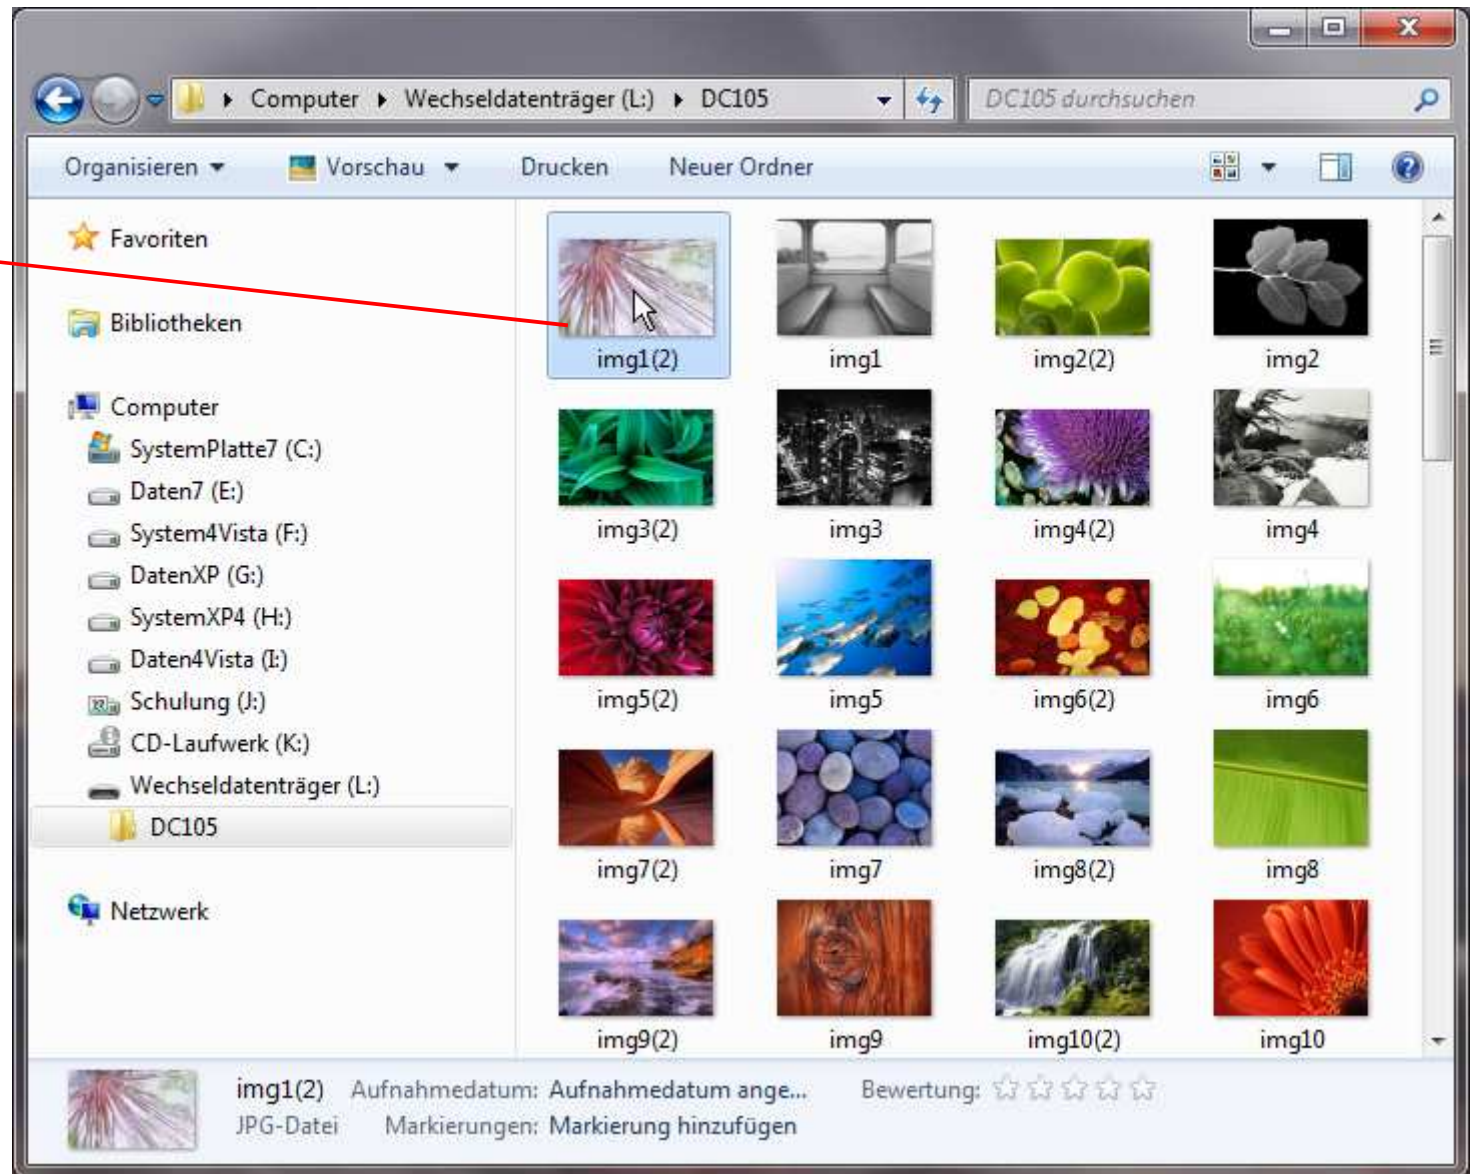 Computer Wechseldatenträger (L:) DC105 DC105 durchsuchen
Organisieren Vorschau Drucken Neuer Ordner
Favoriten
Bibliotheken
Computer
SystemPlatte7 (C:)
Daten7 (E:)
System4Vista (F:)
DatenXP (G:)
SystemXP4 (H:)
Daten4Vista (I:)
Schulung (J:)
CD-Laufwerk (K:)
Wechseldatenträger (L:)
DC105
Netzwerk
img1(2) img1 img2(2) img2
img3(2) img3 img4(2) img4
img5(2) img5 img6(2) img6
img7(2) img7 img8(2) img8
img9(2) img9 img10(2) img10
img1(2) Aufnahmedatum: Aufnahmedatum ange... Bewertung:
JPG-Datei Markierungen: Markierung hinzufügen